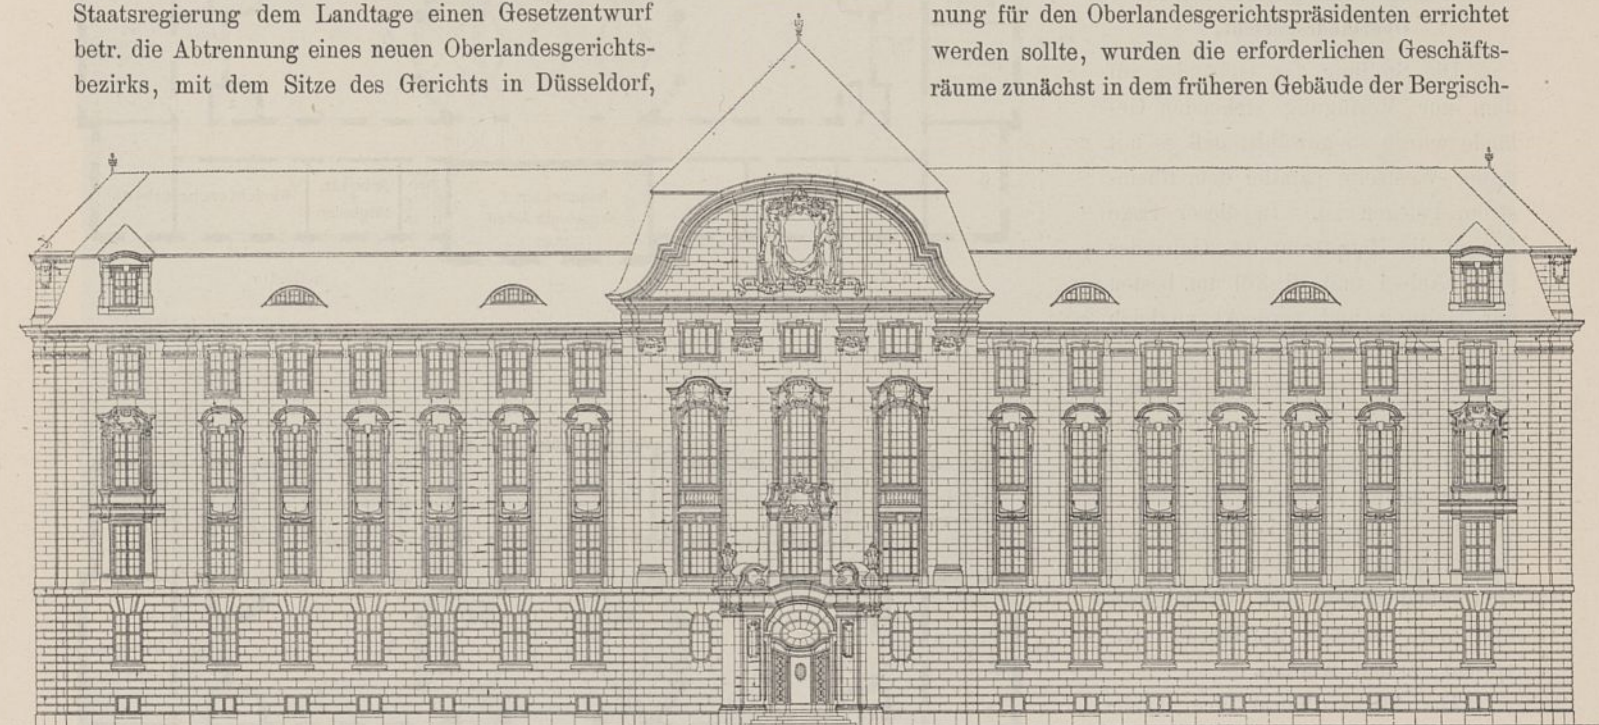 Staatsregierung dem Landtage einen Gesetzentwurf
betr. die Abtrennung eines neuen Oberlandesgerichts-
bezirks, mit dem Sitze des Gerichts in Düsseldorf,
nung für den Oberlandesgerichtspräsidenten errichtet
werden sollte, wurden die erforderlichen Geschäfts-
räume zunächst in dem früheren Gebäude der Bergisch-